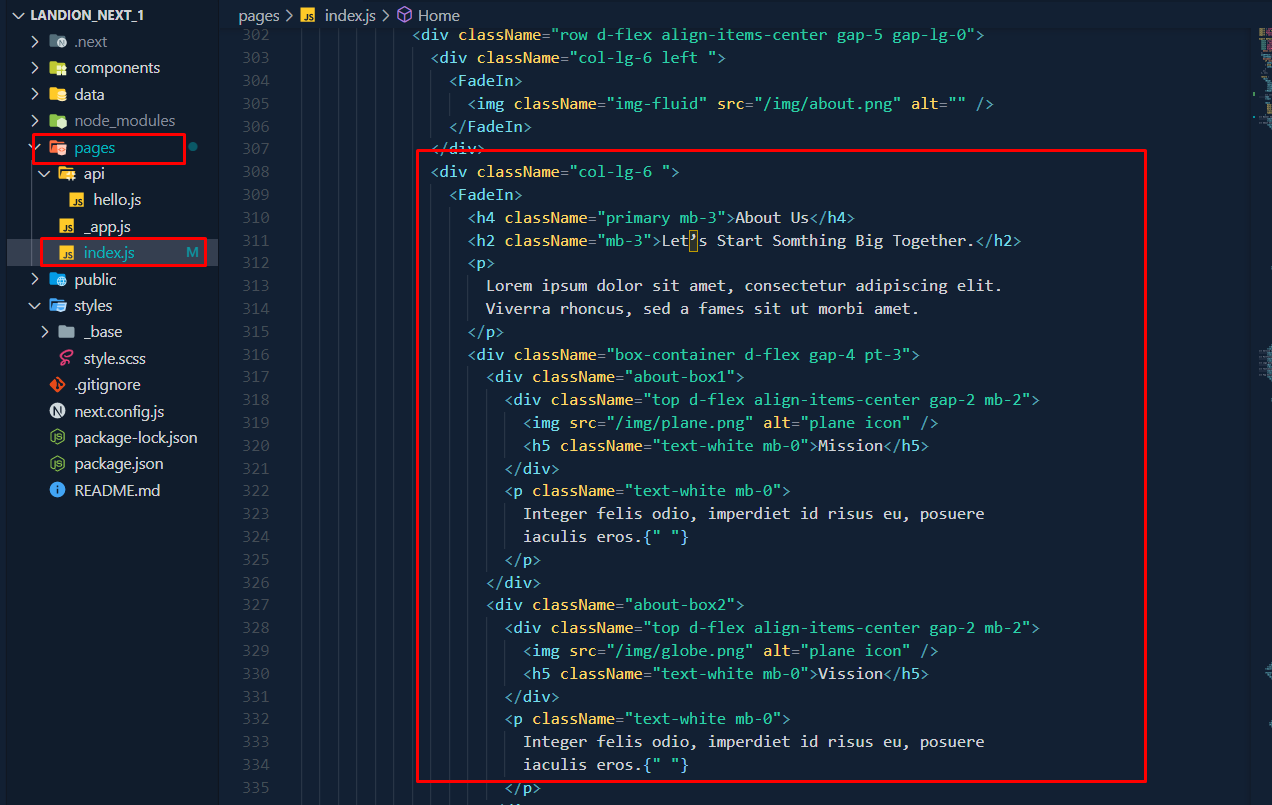 LANDION_NEXT_1
.next
components
data
node_modules
pages
api
hello.js
_app.js
index.js M
public
styles
_base
style.scss
.gitignore
next.config.js
package-lock.json
package.json
README.md
pages > JS index.js > Home
302 <div className="row d-flex align-items-center gap-5 gap-lg-0">
303 <div className="col-lg-6 left ">
304 <FadeIn>
305 <img className="img-fluid" src="/img/about.png" alt="" />
306 </FadeIn>
307 </div>
308 <div className="col-lg-6 ">
309 <FadeIn>
310 <h4 className="primary mb-3">About Us</h4>
311 <h2 className="mb-3">Let’s Start Somthing Big Together.</h2>
312 <p>
313 Lorem ipsum dolor sit amet, consectetur adipiscing elit.
314 Viverra rhoncus, sed a fames sit ut morbi amet.
315 </p>
316 <div className="box-container d-flex gap-4 pt-3">
317 <div className="about-box1">
318 <div className="top d-flex align-items-center gap-2 mb-2">
319 <img src="/img/plane.png" alt="plane icon" />
320 <h5 className="text-white mb-0">Mission</h5>
321 </div>
322 <p className="text-white mb-0">
323 Integer felis odio, imperdiet id risus eu, posuere
324 iaculis eros.{" "}
325 </p>
326 </div>
327 <div className="about-box2">
328 <div className="top d-flex align-items-center gap-2 mb-2">
329 <img src="/img/globe.png" alt="plane icon" />
330 <h5 className="text-white mb-0">Vission</h5>
331 </div>
332 <p className="text-white mb-0">
333 Integer felis odio, imperdiet id risus eu, posuere
334 iaculis eros.{" "}
335 </p>